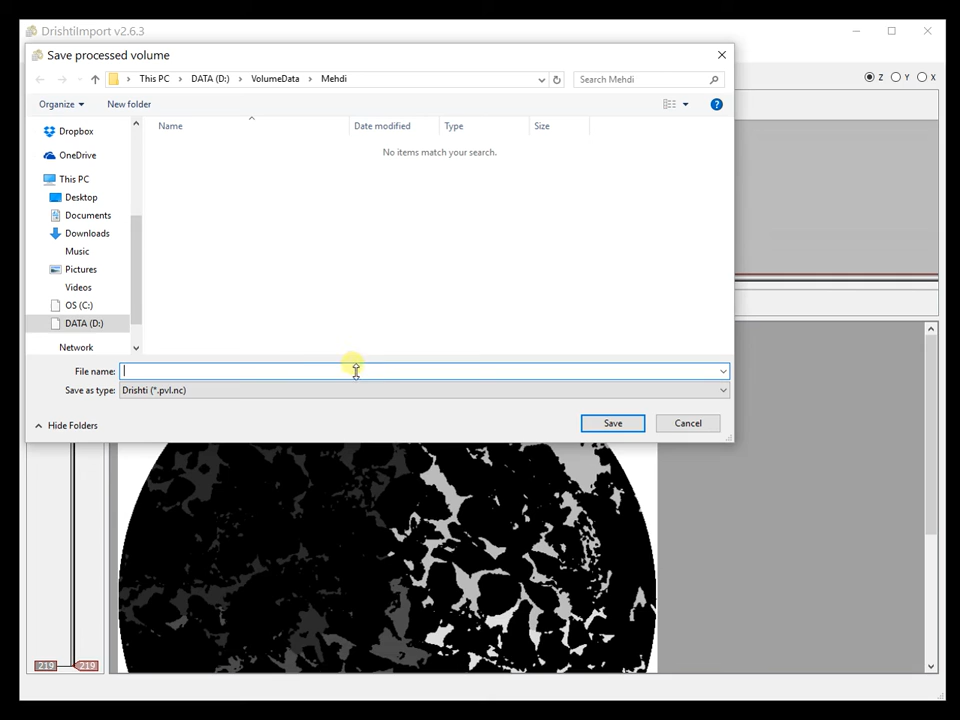 DrishtiImport v2.6.3
Save processed volume
This PC > DATA (D:) > VolumeData > Mehdi
Search Mehdi
Z Y X
Organize New folder
Name Date modified Type Size
No items match your search.
Dropbox
OneDrive
This PC
Desktop
Documents
Downloads
Music
Pictures
Videos
OS (C:)
DATA (D:)
Network
File name:
Save as type: Drishti (*.pvl.nc)
Hide Folders
Save Cancel
219 219